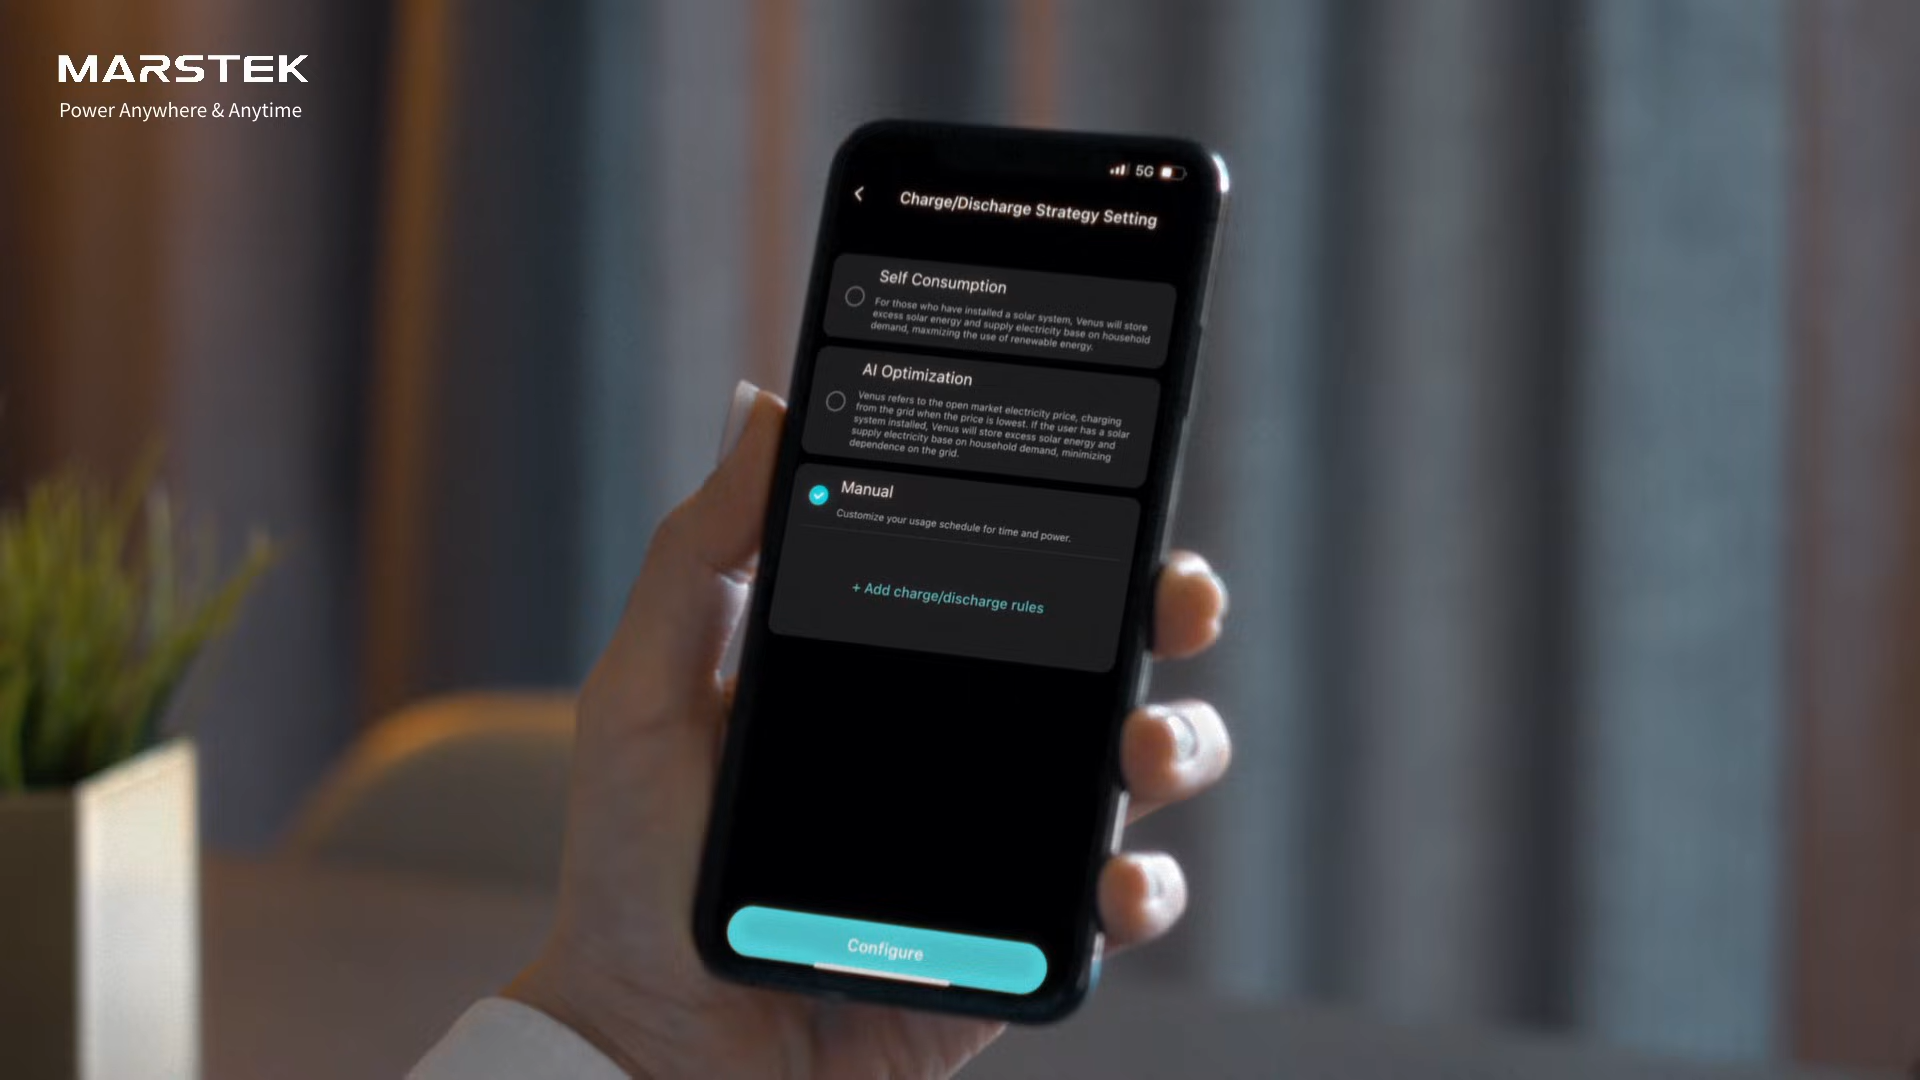 MARSTEK
Power Anywhere & Anytime
5G
Charge/Discharge Strategy Setting
Self Consumption
For those who have installed a solar system, Venus will store
excess solar energy and supply electricity base on household
demand, maxmizing the use of renewable energy.
AI Optimization
Venus refers to the open market electricity price, charging
from the grid when the price is lowest. If the user has a solar
system installed, Venus will store excess solar energy and
supply electricity base on household demand, minimizing
dependence on the grid.
Manual
Customize your usage schedule for time and power.
+ Add charge/discharge rules
Configure